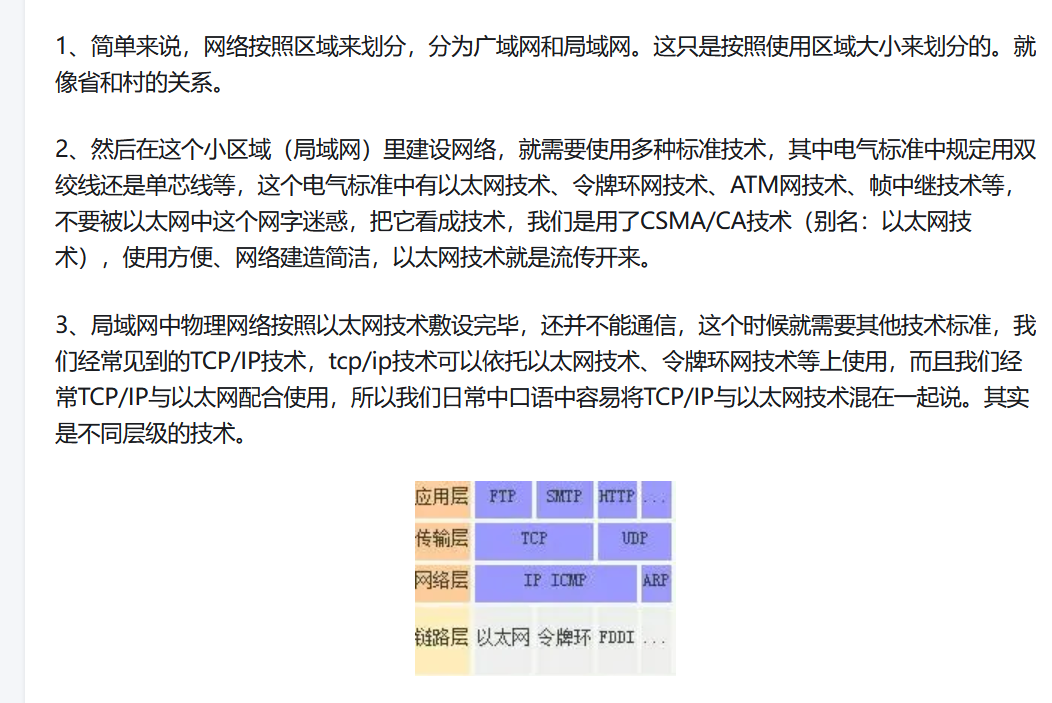 1、简单来说，网络按照区域来划分，分为广域网和局域网。这只是按照使用区域大小来划分的。就
像省和村的关系。
2、然后在这个小区域（局域网）里建设网络，就需要使用多种标准技术，其中电气标准中规定用双
绞线还是单芯线等，这个电气标准中有以太网技术、令牌环网技术、ATM网技术、帧中继技术等，
不要被以太网中这个网字迷惑，把它看成技术，我们是用了CSMA/CA技术（别名：以太网技
术），使用方便、网络建造简洁，以太网技术就是流传开来。
3、局域网中物理网络按照以太网技术敷设完毕，还并不能通信，这个时候就需要其他技术标准，我
们经常见到的TCP/IP技术，tcp/ip技术可以依托以太网技术、令牌环网技术等上使用，而且我们经
常TCP/IP与以太网配合使用，所以我们日常中口语中容易将TCP/IP与以太网技术混在一起说。其实
是不同层级的技术。
应用层 FTP SMTP HTTP ...
传输层 TCP UDP
网络层 IP ICMP ARP
链路层 以太网 令牌环 FDDI ...